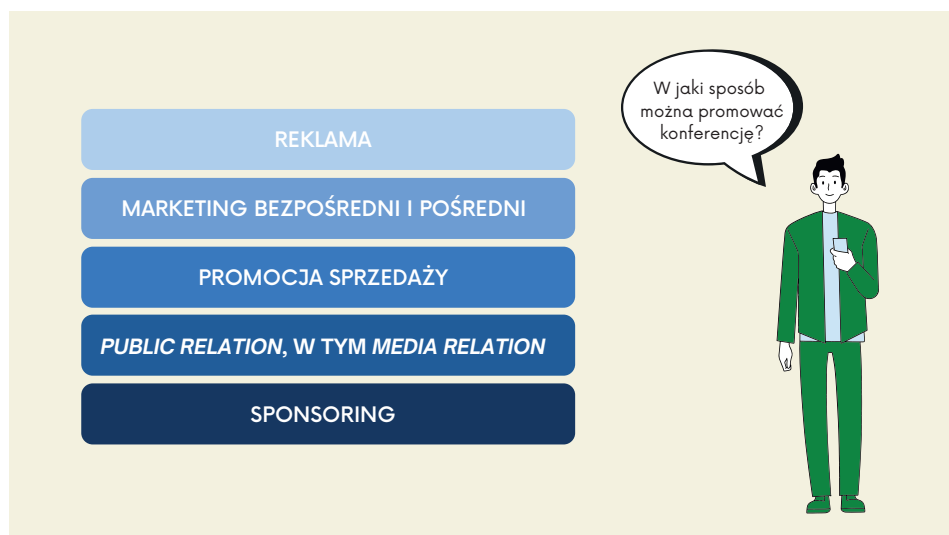 W jaki sposób
można promować
konferencję?
REKLAMA
MARKETING BEZPOŚREDNI I POŚREDNI
PROMOCJA SPRZEDAŻY
PUBLIC RELATION, W TYM MEDIA RELATION
SPONSORING